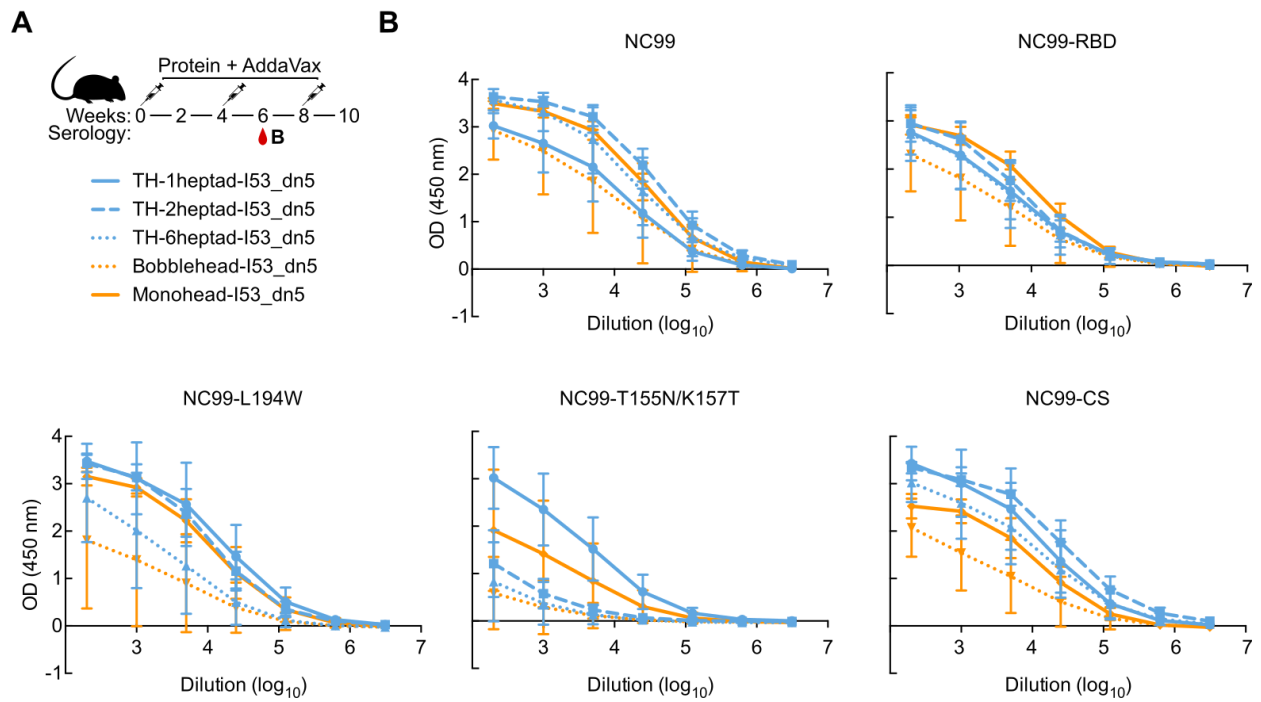 A
Protein + AddaVax
Weeks: 0 — 2 — 4 — 6 — 8 — 10
Serology:
B
TH-1heptad-I53_dn5
TH-2heptad-I53_dn5
TH-6heptad-I53_dn5
Bobblehead-I53_dn5
Monohead-I53_dn5
B
NC99
4
3
2
1
0
-1
OD (450 nm)
3 4 5 6 7
Dilution (log10)
NC99-RBD
3 4 5 6 7
Dilution (log10)
NC99-L194W
4
3
2
1
0
-1
OD (450 nm)
3 4 5 6 7
Dilution (log10)
NC99-T155N/K157T
3 4 5 6 7
Dilution (log10)
NC99-CS
3 4 5 6 7
Dilution (log10)